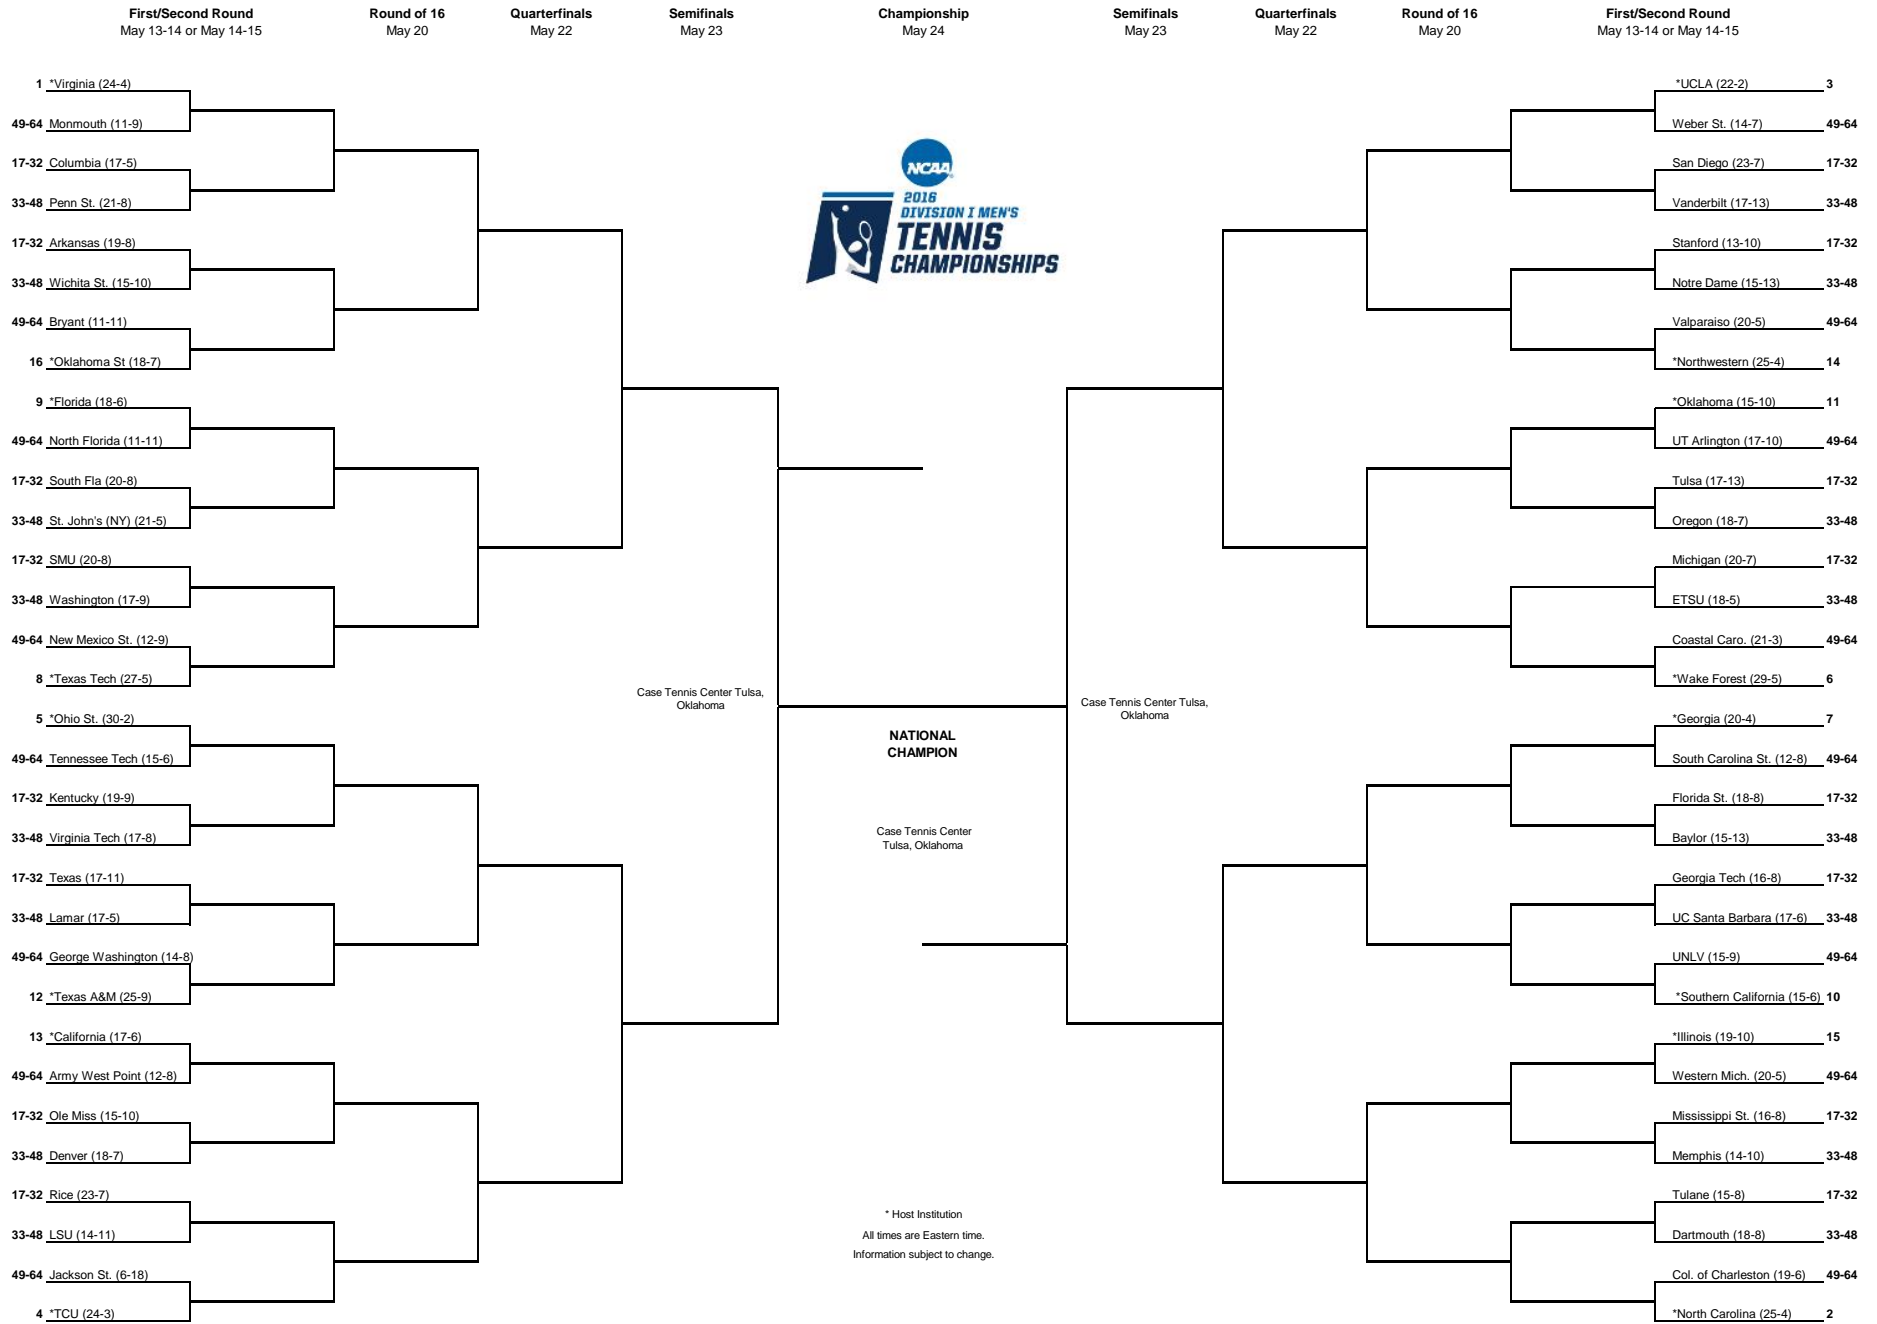 First/Second Round
May 13-14 or May 14-15
Round of 16
May 20
Quarterfinals
May 22
Semifinals
May 23
Championship
May 24
Semifinals
May 23
Quarterfinals
May 22
Round of 16
May 20
First/Second Round
May 13-14 or May 14-15
1 *Virginia (24-4)
49-64 Monmouth (11-9)
17-32 Columbia (17-5)
33-48 Penn St. (21-8)
17-32 Arkansas (19-8)
33-48 Wichita St. (15-10)
49-64 Bryant (11-11)
16 *Oklahoma St (18-7)
9 *Florida (18-6)
49-64 North Florida (11-11)
17-32 South Fla (20-8)
33-48 St. John's (NY) (21-5)
17-32 SMU (20-8)
33-48 Washington (17-9)
49-64 New Mexico St. (12-9)
8 *Texas Tech (27-5)
5 *Ohio St. (30-2)
49-64 Tennessee Tech (15-6)
17-32 Kentucky (19-9)
33-48 Virginia Tech (17-8)
17-32 Texas (17-11)
33-48 Lamar (17-5)
49-64 George Washington (14-8)
12 *Texas A&M (25-9)
13 *California (17-6)
49-64 Army West Point (12-8)
17-32 Ole Miss (15-10)
33-48 Denver (18-7)
17-32 Rice (23-7)
33-48 LSU (14-11)
49-64 Jackson St. (6-18)
4 *TCU (24-3)
NCAA
2016
DIVISION I MEN'S
TENNIS
CHAMPIONSHIPS
Case Tennis Center Tulsa,
Oklahoma
NATIONAL
CHAMPION
Case Tennis Center
Tulsa, Oklahoma
Case Tennis Center Tulsa,
Oklahoma
* Host Institution
All times are Eastern time.
Information subject to change.
*UCLA (22-2) 3
Weber St. (14-7) 49-64
San Diego (23-7) 17-32
Vanderbilt (17-13) 33-48
Stanford (13-10) 17-32
Notre Dame (15-13) 33-48
Valparaiso (20-5) 49-64
*Northwestern (25-4) 14
*Oklahoma (15-10) 11
UT Arlington (17-10) 49-64
Tulsa (17-13) 17-32
Oregon (18-7) 33-48
Michigan (20-7) 17-32
ETSU (18-5) 33-48
Coastal Caro. (21-3) 49-64
*Wake Forest (29-5) 6
*Georgia (20-4) 7
South Carolina St. (12-8) 49-64
Florida St. (18-8) 17-32
Baylor (15-13) 33-48
Georgia Tech (16-8) 17-32
UC Santa Barbara (17-6) 33-48
UNLV (15-9) 49-64
*Southern California (15-6) 10
*Illinois (19-10) 15
Western Mich. (20-5) 49-64
Mississippi St. (16-8) 17-32
Memphis (14-10) 33-48
Tulane (15-8) 17-32
Dartmouth (18-8) 33-48
Col. of Charleston (19-6) 49-64
*North Carolina (25-4) 2